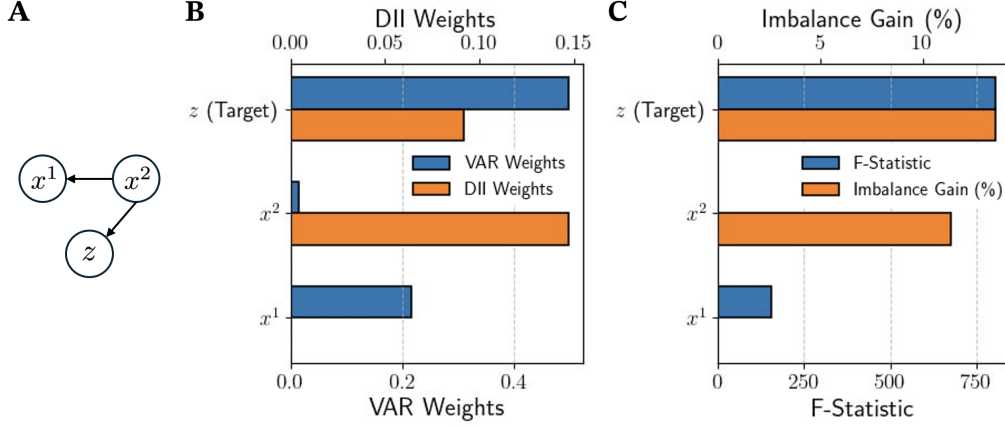 A
x¹
x²
z
B
DII Weights
0.00 0.05 0.10 0.15
z (Target)
x²
x¹
VAR Weights
DII Weights
0.0 0.2 0.4
VAR Weights
C
Imbalance Gain (%)
0 5 10
z (Target)
x²
x¹
F-Statistic
Imbalance Gain (%)
0 250 500 750
F-Statistic